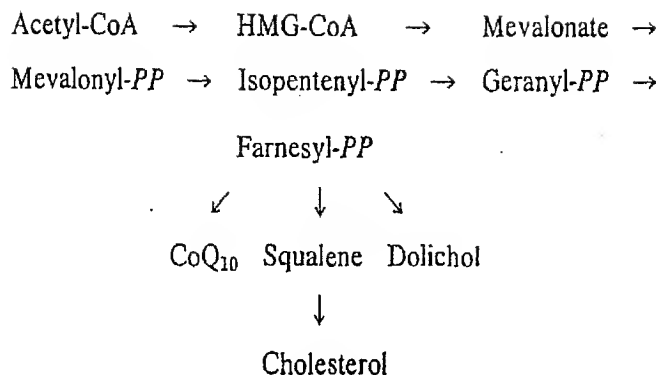 Acetyl-CoA → HMG-CoA → Mevalonate →
Mevalonyl-PP → Isopentenyl-PP → Geranyl-PP →
Farnesyl-PP
↙ ↓ ↘
CoQ₁₀ Squalene Dolichol
↓
Cholesterol